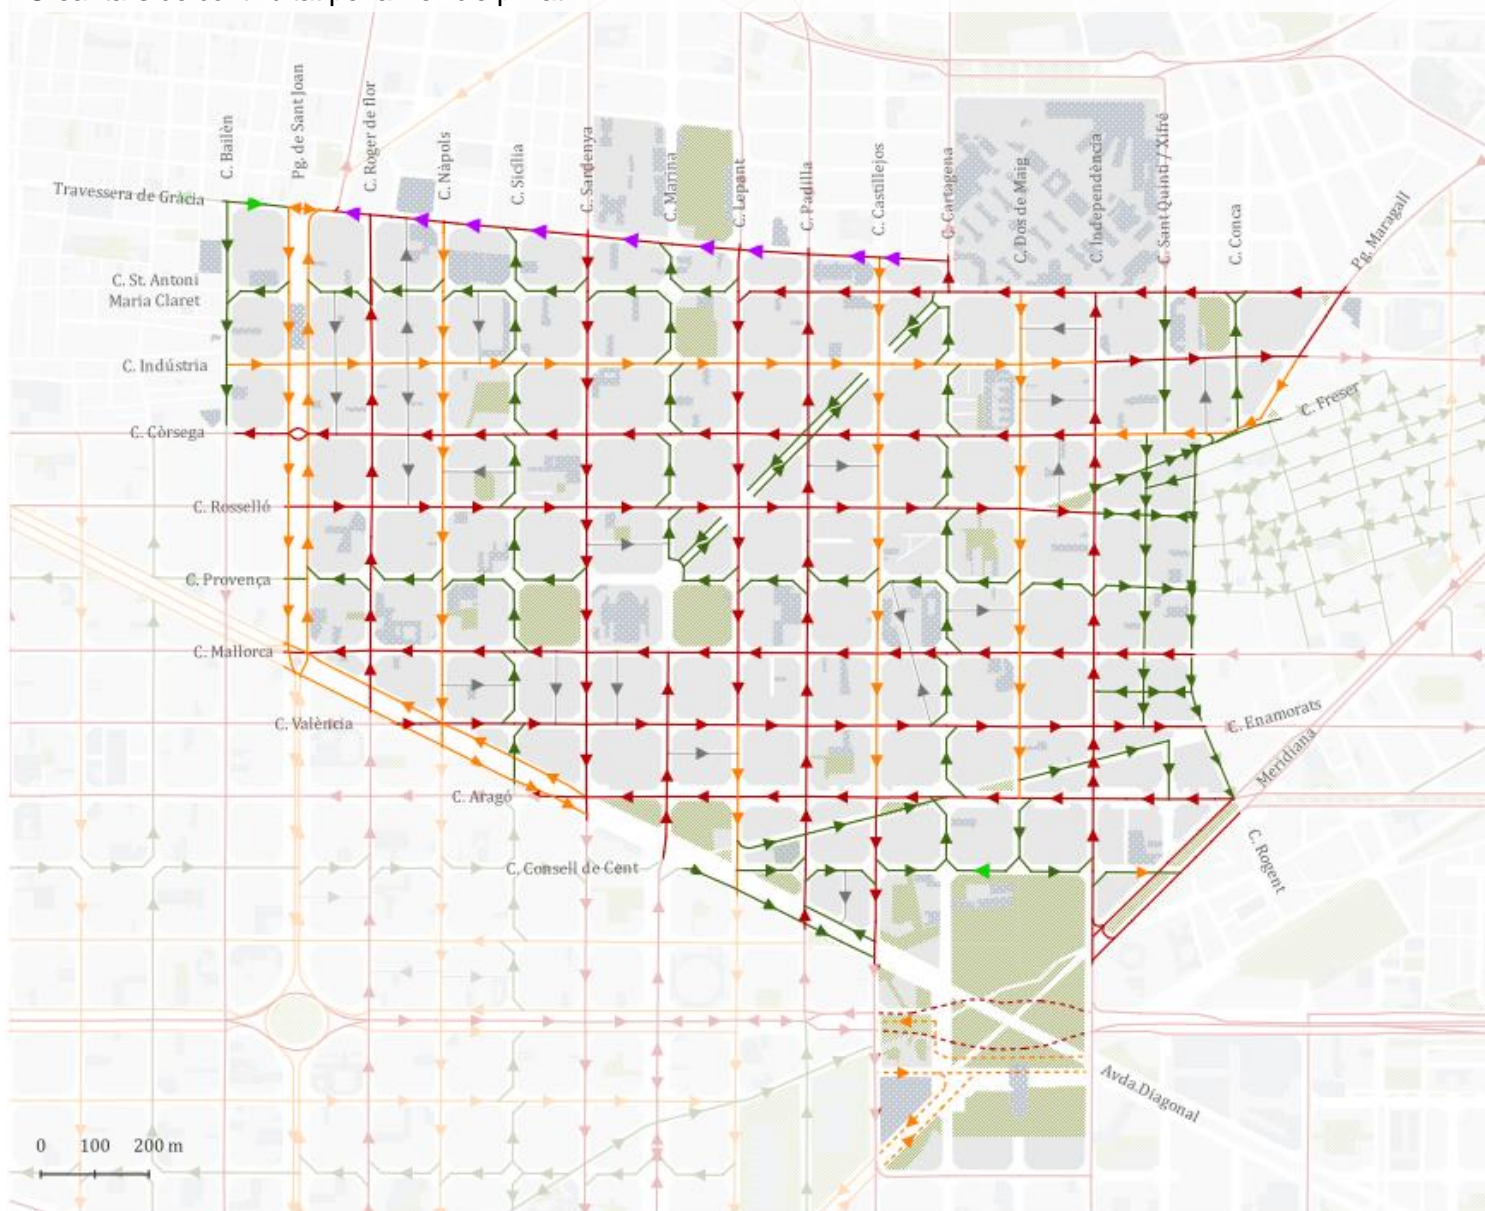 C. Bailèn
Pg. de Sant Joan
C. Roger de flor
C. Nàpols
C. Sicília
C. Sardenya
C. Marina
C. Lepant
C. Padilla
C. Castillejos
C. Cartagena
C. Dos de Maig
C. Independència
C. Sant Quintí / Xifré
C. Conca
Pg. Maragall
Travessera de Gràcia
C. St. Antoni
Maria Claret
C. Indústria
C. Freser
C. Còrsega
C. Rosselló
C. Provença
C. Mallorca
C. València
C. Enamorats
Meridiana
C. Aragó
C. Consell de Cent
C. Rogent
Avda.Diagonal
0 100 200 m